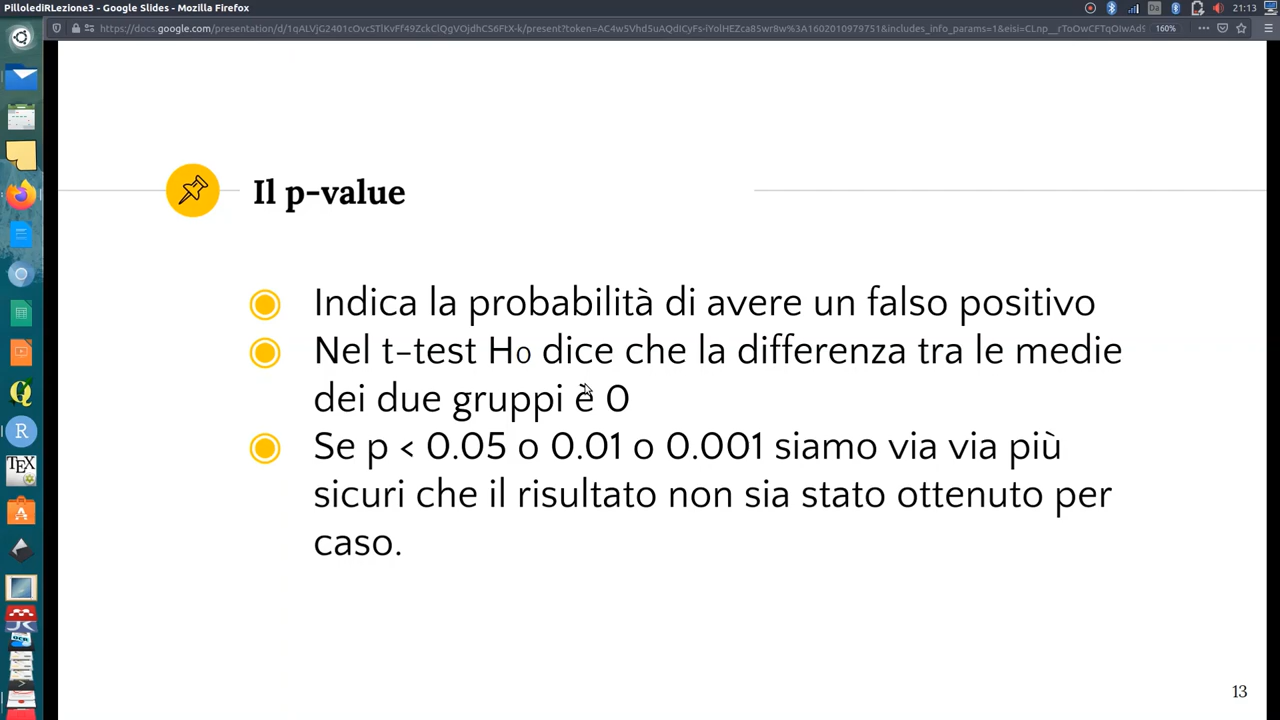 PillolediRLezione3 - Google Slides - Mozilla Firefox
21:13
160%
Il p-value
Indica la probabilità di avere un falso positivo
Nel t-test H0 dice che la differenza tra le medie
dei due gruppi è 0
Se p < 0.05 o 0.01 o 0.001 siamo via via più
sicuri che il risultato non sia stato ottenuto per
caso.
13